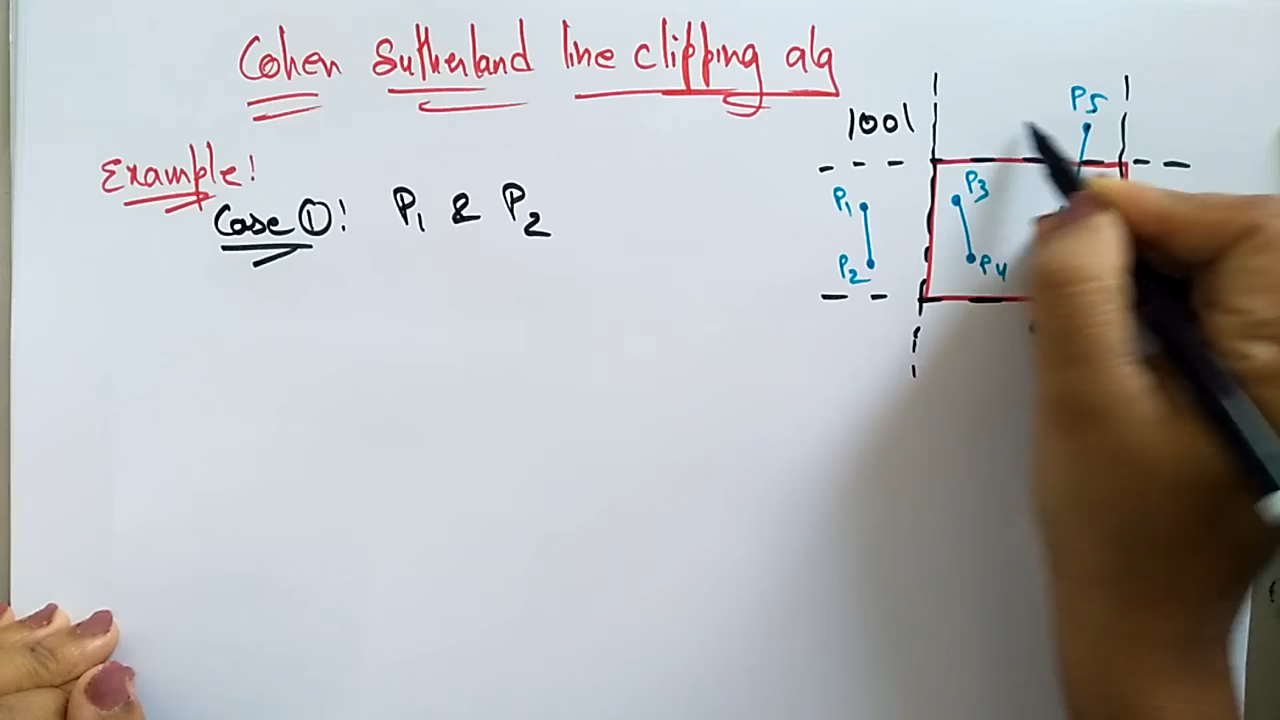 Cohen Sutherland line clipping alg
Example!
Case ①! P1 & P2
1001
P5
P1
P3
P2
P4